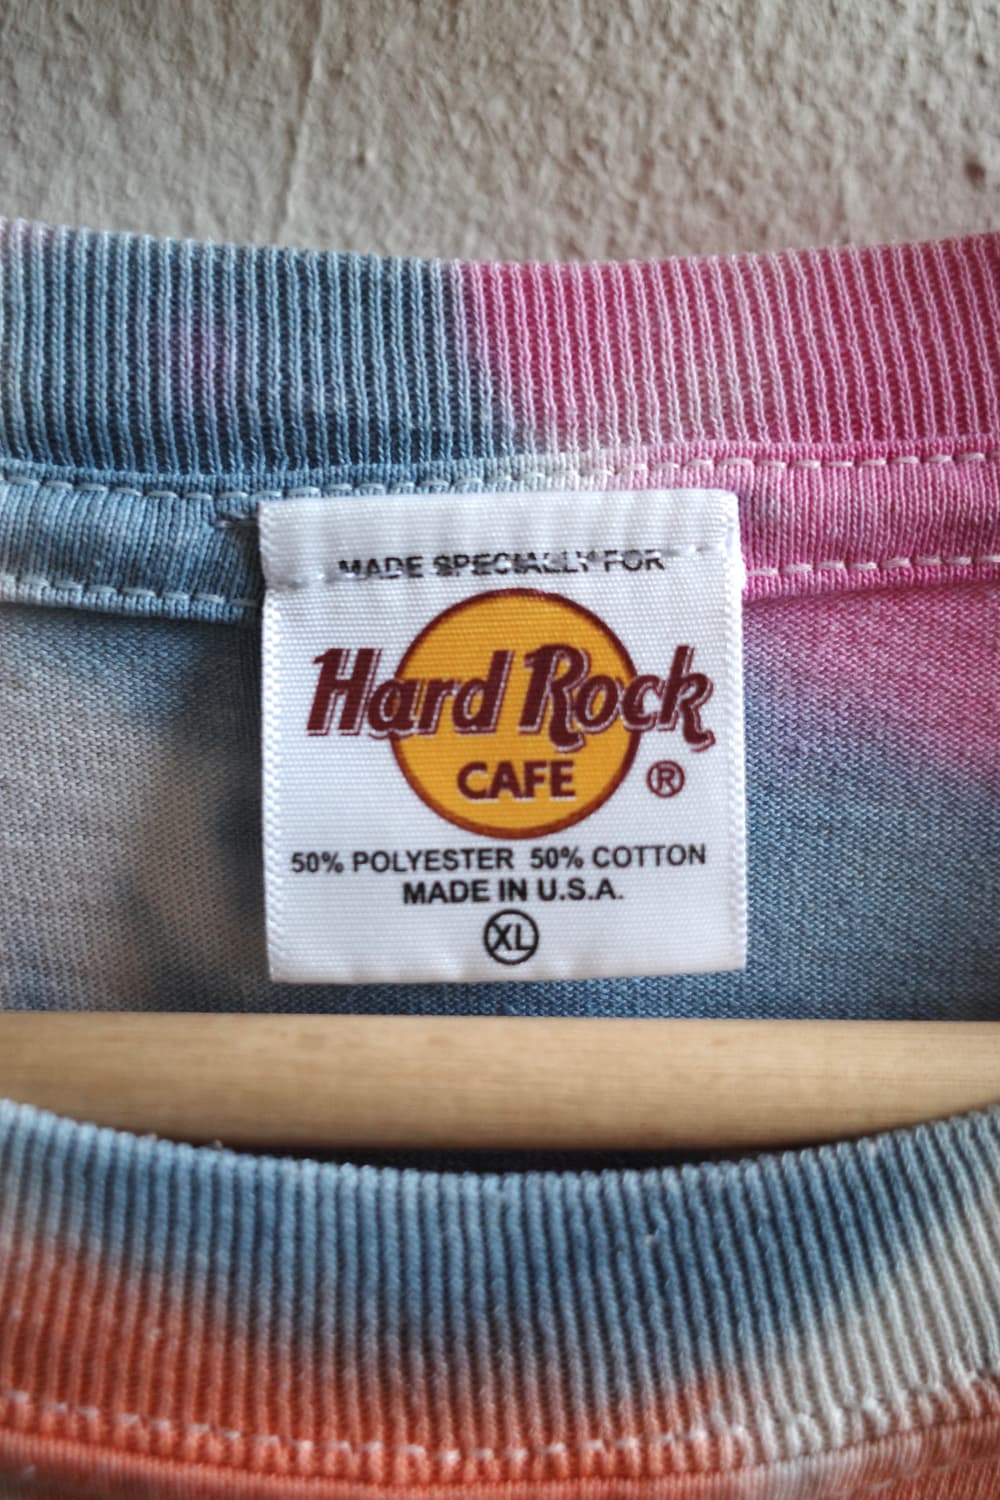 MADE SPECIALLY FOR
Hard Rock
CAFE ®
50% POLYESTER 50% COTTON
MADE IN U.S.A.
XL